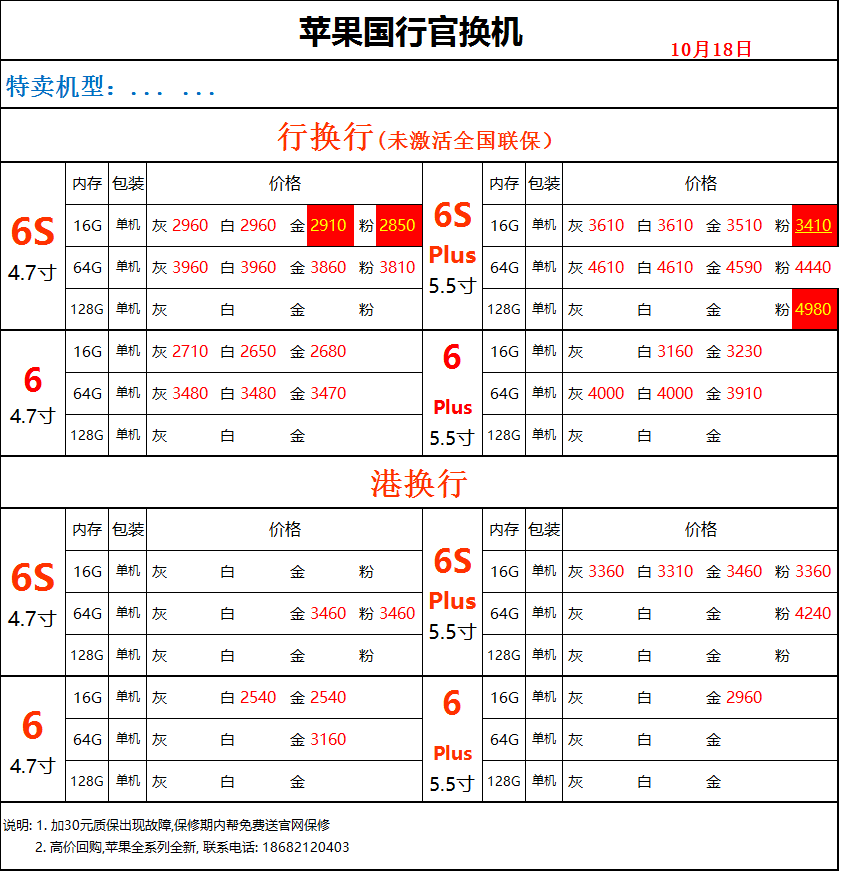 苹果国行官换机
10月18日
特卖机型：... ...
行换行(未激活全国联保)
6S
4.7寸
内存 包装 价格
16G 单机 灰 2960 白 2960 金 2910 粉 2850
64G 单机 灰 3960 白 3960 金 3860 粉 3810
128G 单机 灰 白 金 粉
6S
Plus
5.5寸
内存 包装 价格
16G 单机 灰 3610 白 3610 金 3510 粉 3410
64G 单机 灰 4610 白 4610 金 4590 粉 4440
128G 单机 灰 白 金 粉 4980
6
4.7寸
16G 单机 灰 2710 白 2650 金 2680
64G 单机 灰 3480 白 3480 金 3470
128G 单机 灰 白 金
6
Plus
5.5寸
16G 单机 灰 白 3160 金 3230
64G 单机 灰 4000 白 4000 金 3910
128G 单机 灰 白 金
港换行
6S
4.7寸
内存 包装 价格
16G 单机 灰 白 金 粉
64G 单机 灰 白 金 3460 粉 3460
128G 单机 灰 白 金 粉
6S
Plus
5.5寸
内存 包装 价格
16G 单机 灰 3360 白 3310 金 3460 粉 3360
64G 单机 灰 白 金 粉 4240
128G 单机 灰 白 金 粉
6
4.7寸
16G 单机 灰 白 2540 金 2540
64G 单机 灰 白 金 3160
128G 单机 灰 白 金
6
Plus
5.5寸
16G 单机 灰 白 金 2960
64G 单机 灰 白 金
128G 单机 灰 白 金
说明: 1. 加30元质保出现故障,保修期内帮免费送官网保修
2. 高价回购,苹果全系列全新, 联系电话: 18682120403